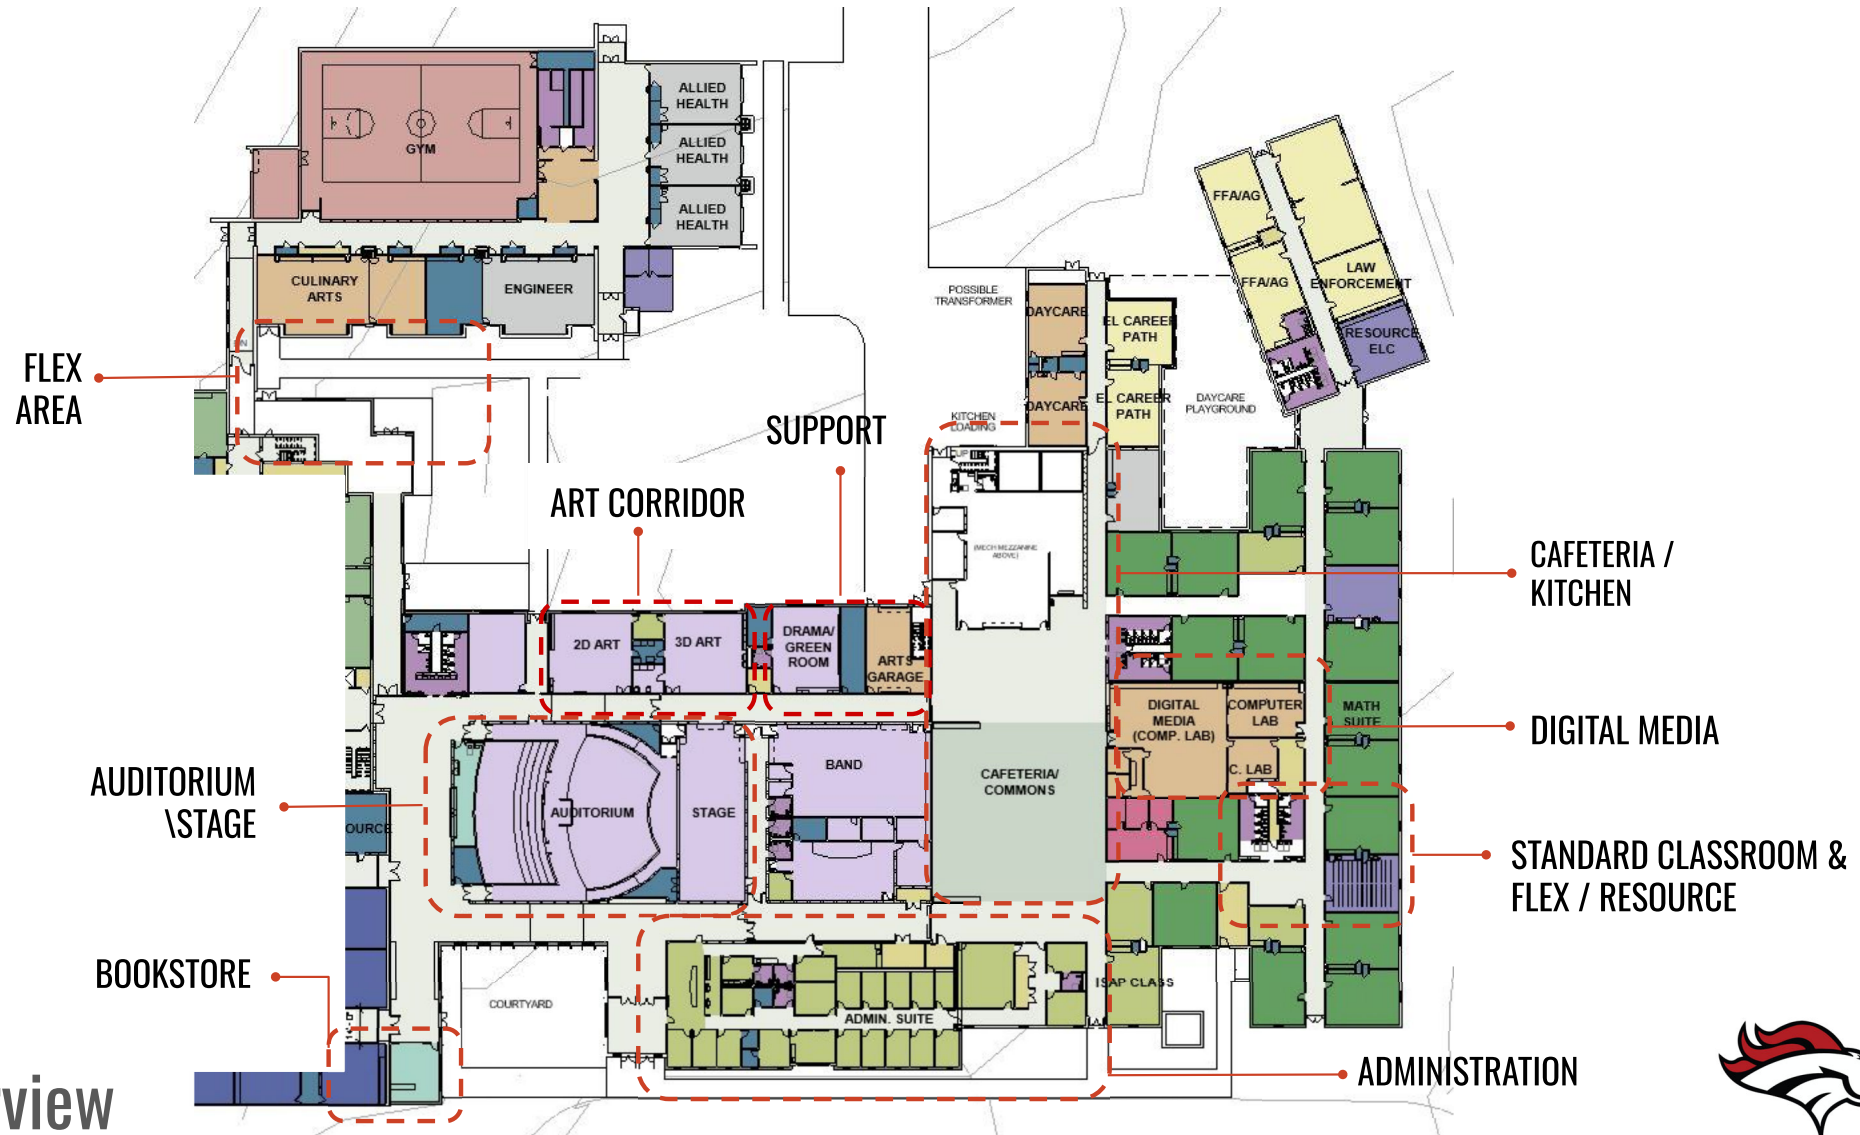 ALLIED
HEALTH
ALLIED
HEALTH
ALLIED
HEALTH
GYM
CULINARY
ARTS
ENGINEER
FFA/AG
FFA/AG
LAW
ENFORCEMENT
RESOURCE
ELC
POSSIBLE
TRANSFORMER
DAYCARE
EL CAREER
PATH
DAYCARE
EL CAREER
PATH
DAYCARE
PLAYGROUND
KITCHEN
LOADING
FLEX
AREA
SUPPORT
ART CORRIDOR
(MECH MEZZANINE
ABOVE)
CAFETERIA /
KITCHEN
2D ART
3D ART
DRAMA/
GREEN
ROOM
ARTS
GARAGE
DIGITAL
MEDIA
(COMP. LAB)
COMPUTER
LAB
C. LAB
MATH
SUITE
DIGITAL MEDIA
AUDITORIUM
\STAGE
AUDITORIUM
STAGE
BAND
CAFETERIA/
COMMONS
OURCE
STANDARD CLASSROOM &
FLEX / RESOURCE
BOOKSTORE
COURTYARD
ADMIN. SUITE
ISAP CLASS
ADMINISTRATION
view